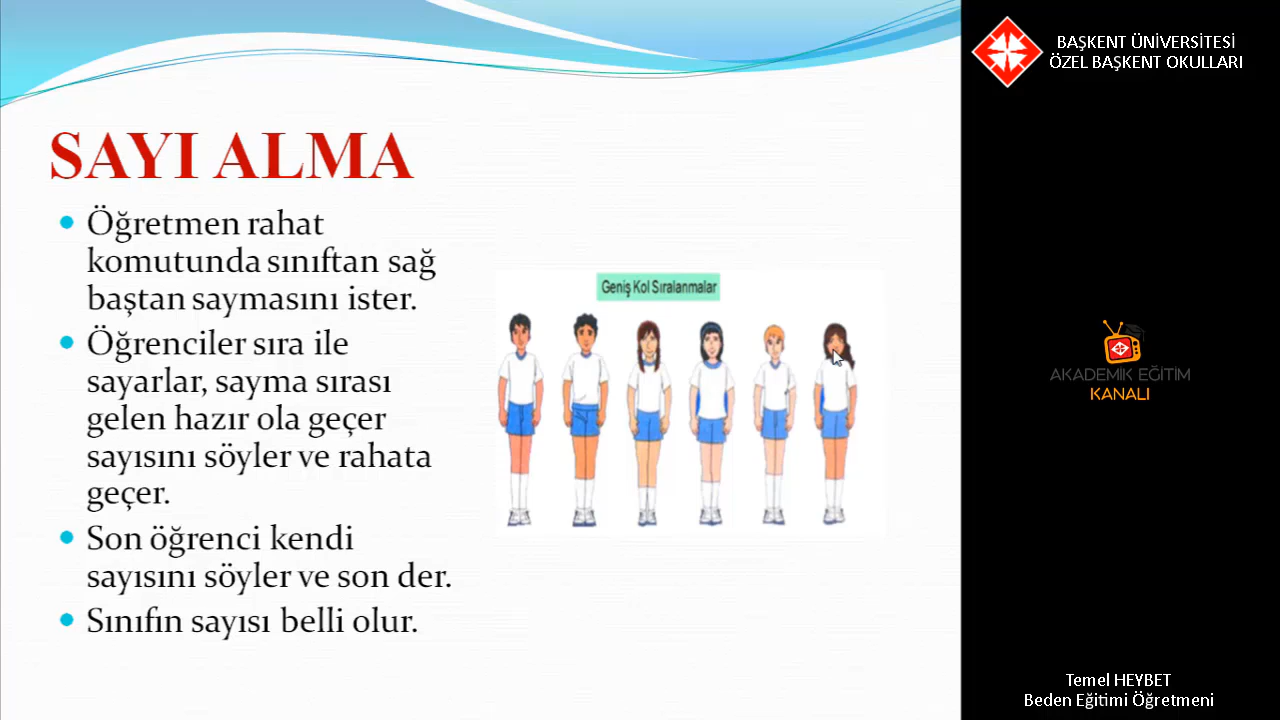 SAYI ALMA
Öğretmen rahat
komutunda sınıftan sağ
baştan saymasını ister.
Öğrenciler sıra ile
sayarlar, sayma sırası
gelen hazır ola geçer
sayısını söyler ve rahata
geçer.
Son öğrenci kendi
sayısını söyler ve son der.
Sınıfın sayısı belli olur.
Geniş Kol Sıralanmalar
BAŞKENT ÜNİVERSİTESİ
ÖZEL BAŞKENT OKULLARI
AKADEMİK EĞİTİM
KANALI
Temel HEYBET
Beden Eğitimi Öğretmeni